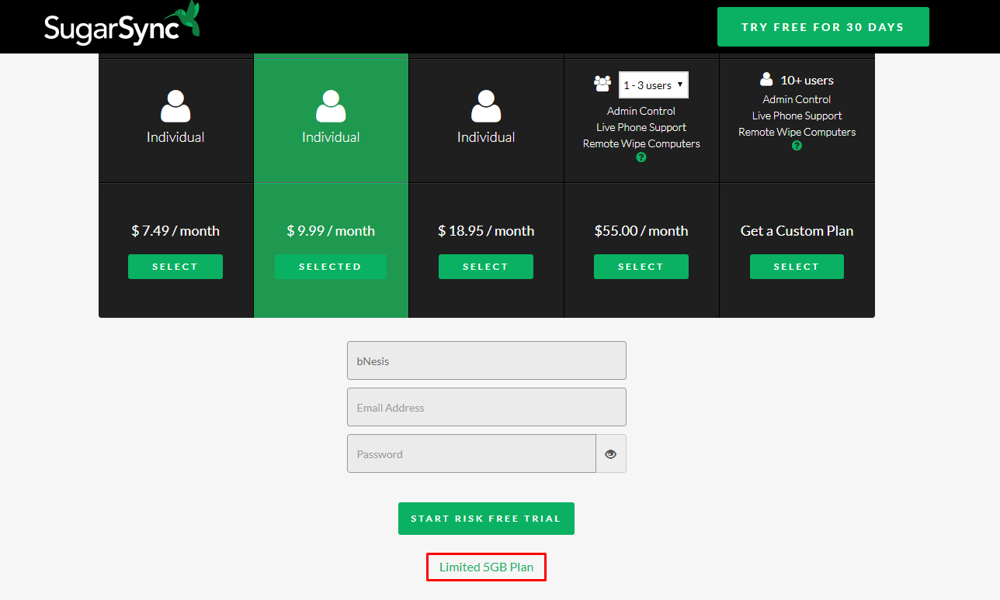 SugarSync
TRY FREE FOR 30 DAYS
Individual
Individual
Individual
1 - 3 users
Admin Control
Live Phone Support
Remote Wipe Computers
?
10+ users
Admin Control
Live Phone Support
Remote Wipe Computers
?
$ 7.49 / month
SELECT
$ 9.99 / month
SELECTED
$ 18.95 / month
SELECT
$55.00 / month
SELECT
Get a Custom Plan
SELECT
bNesis
Email Address
Password
START RISK FREE TRIAL
Limited 5GB Plan